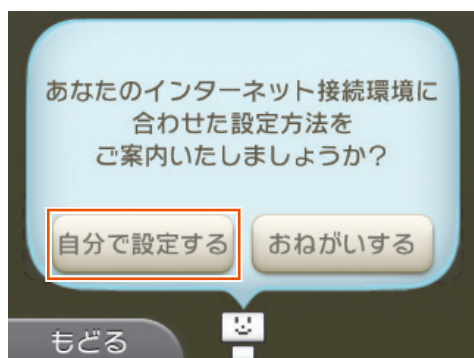 あなたのインターネット接続環境に
合わせた設定方法を
ご案内いたしましょうか?
自分で設定する
おねがいする
もどる